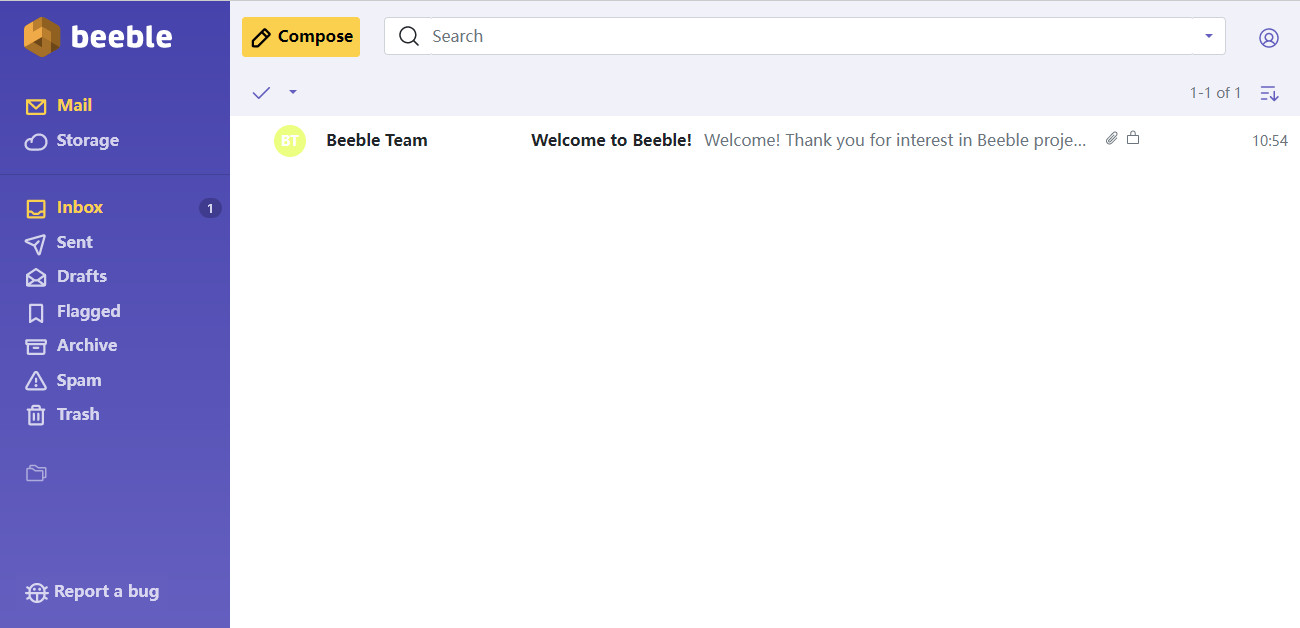 beeble
Mail
Storage
Inbox 1
Sent
Drafts
Flagged
Archive
Spam
Trash
Report a bug
Compose
Search
1-1 of 1
BT Beeble Team Welcome to Beeble! Welcome! Thank you for interest in Beeble proje... 10:54